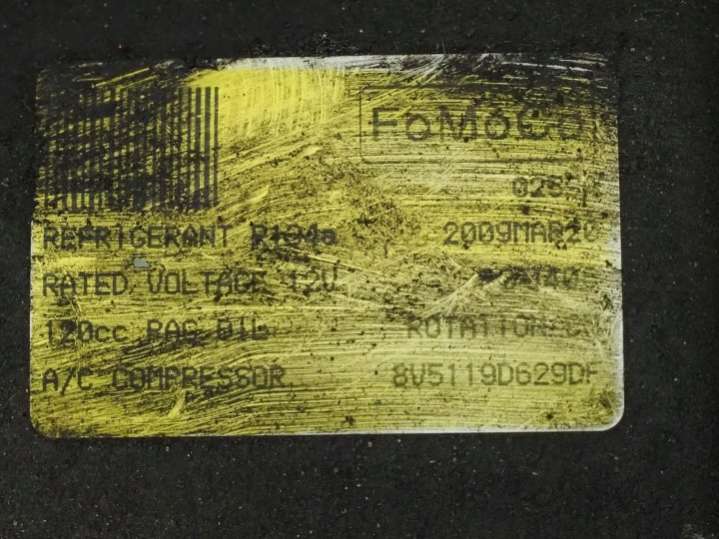 FoMoCo
REFRIGERANT R134a 2009MAR20
RATED VOLTAGE 12V
120cc PAG OIL
A/C COMPRESSOR 8V5119D629DF